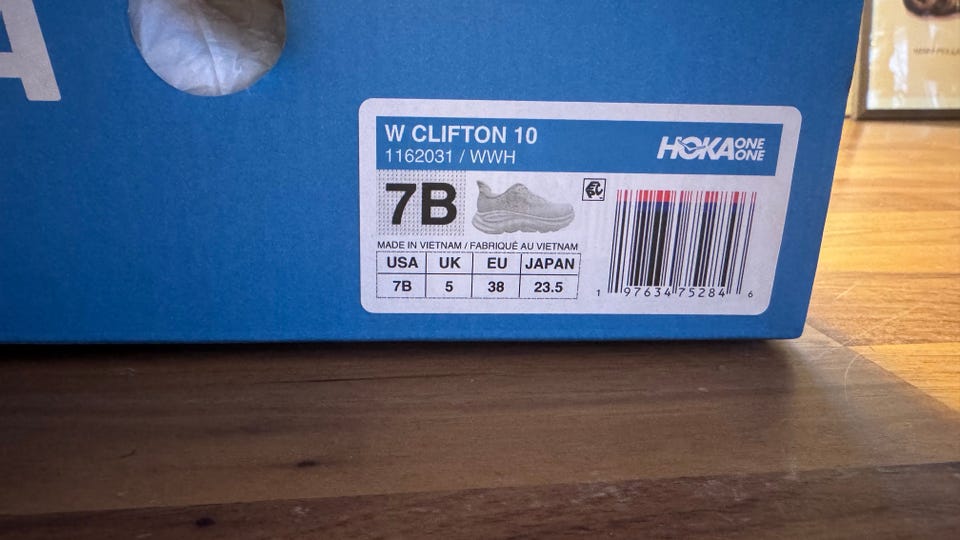 A
W CLIFTON 10
1162031 / WWH
HOKA ONE ONE
7B
MADE IN VIETNAM / FABRIQUÉ AU VIETNAM
USA UK EU JAPAN
7B 5 38 23.5
1 97634 75284 6